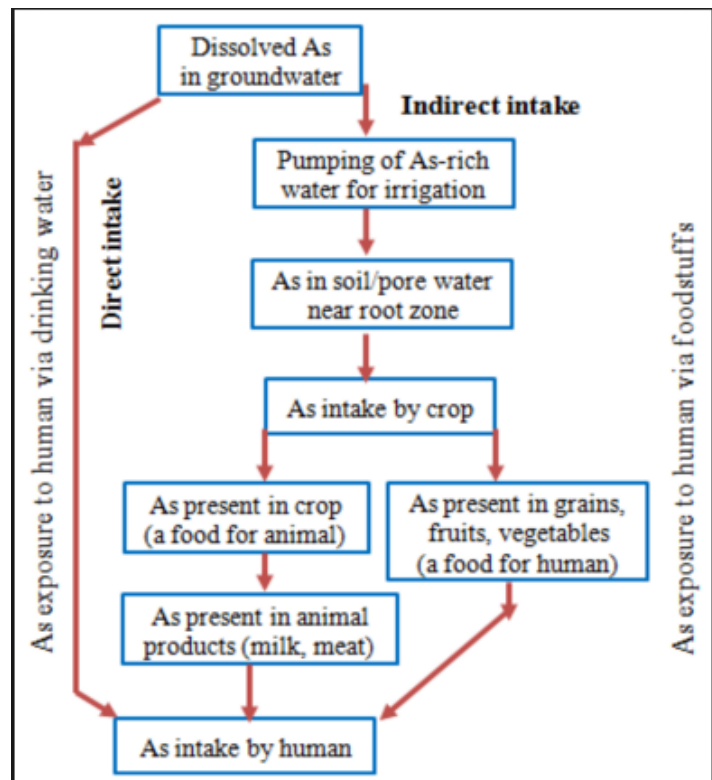 Dissolved As
in groundwater
Indirect intake
Pumping of As-rich
water for irrigation
As exposure to human via drinking water
Direct intake
As in soil/pore water
near root zone
As exposure to human via foodstuffs
As intake by crop
As present in crop
(a food for animal)
As present in grains,
fruits, vegetables
(a food for human)
As present in animal
products (milk, meat)
As intake by human